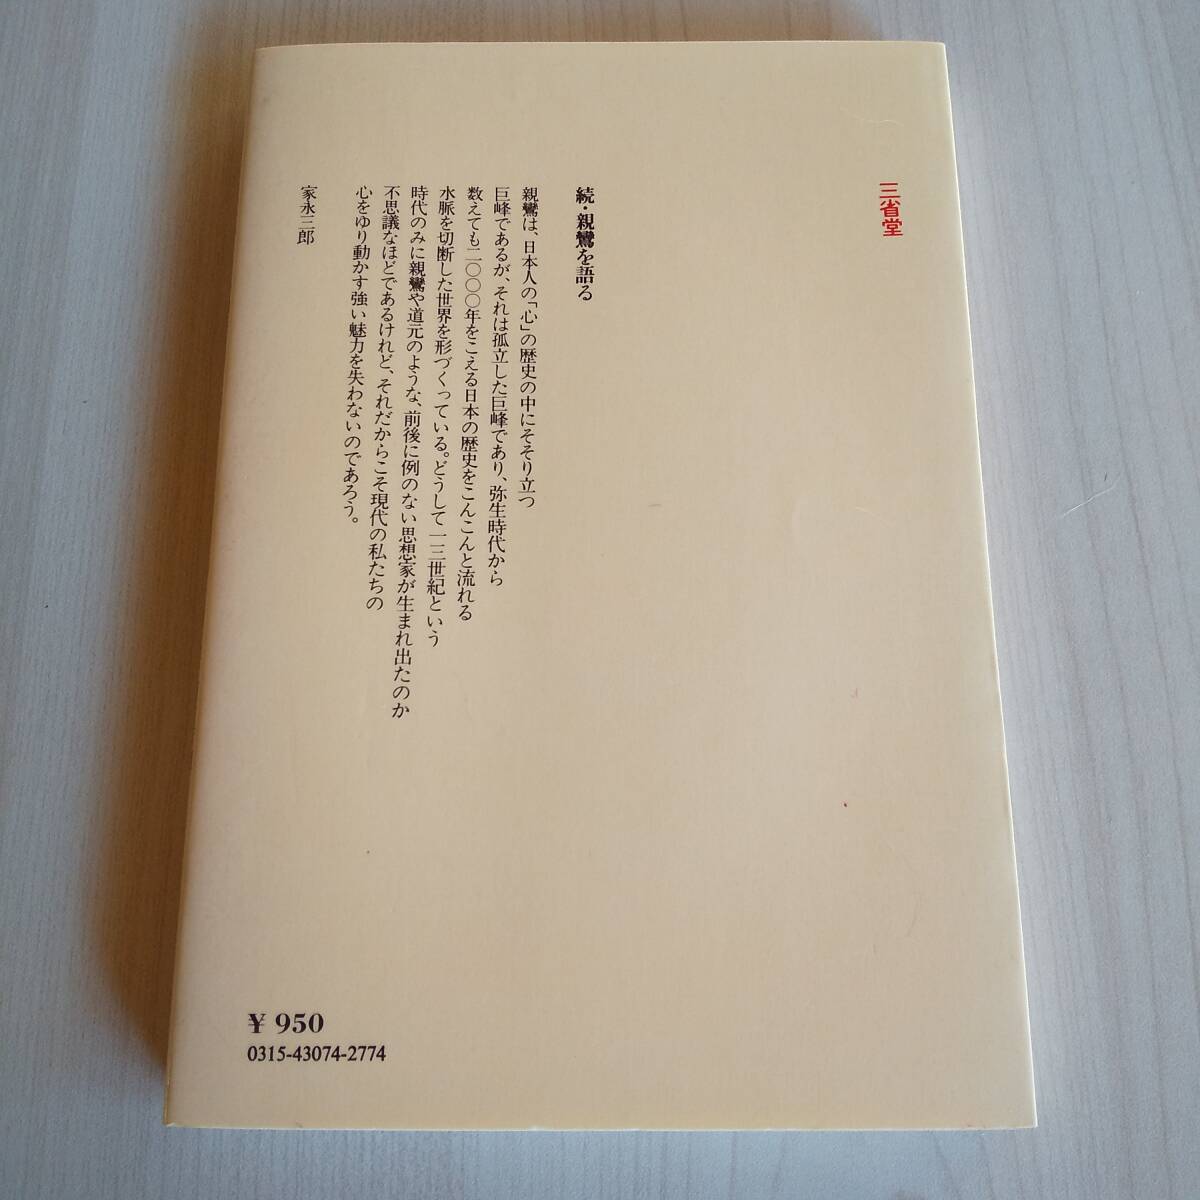 三省堂
続・親鸞を語る
親鸞は、日本人の「心」の歴史の中にそそり立つ
巨峰であるが、それは孤立した巨峰であり、弥生時代から
数えても二〇〇〇年をこえる日本の歴史をこんこんと流れる
水脈を切断した世界を形づくっている。どうして一三世紀という
時代のみに親鸞や道元のような、前後に例のない思想家が生まれ出たのか
不思議なほどであるけれど、それだからこそ現代の私たちの
心をゆり動かす強い魅力を失わないのであろう。
家永三郎
¥ 950
0315-43074-2774